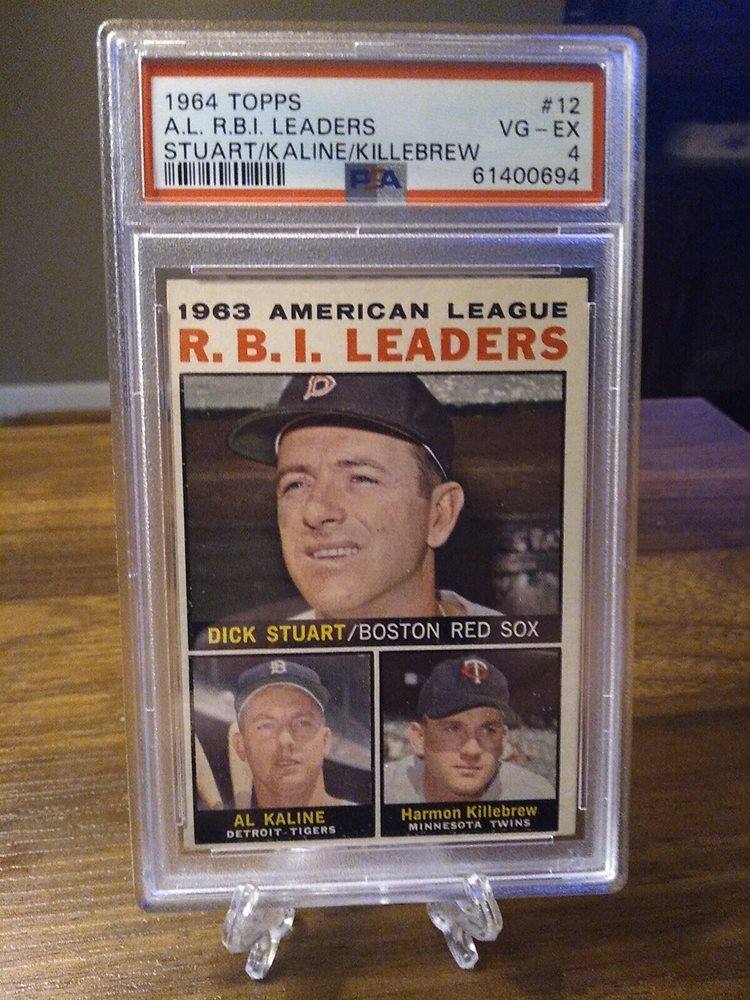 1964 TOPPS #12
A.L. R.B.I. LEADERS VG - EX
STUART/KALINE/KILLEBREW 4
PSA 61400694
1963 AMERICAN LEAGUE
R.B.I. LEADERS
DICK STUART/BOSTON RED SOX
AL KALINE
DETROIT TIGERS
Harmon Killebrew
MINNESOTA TWINS